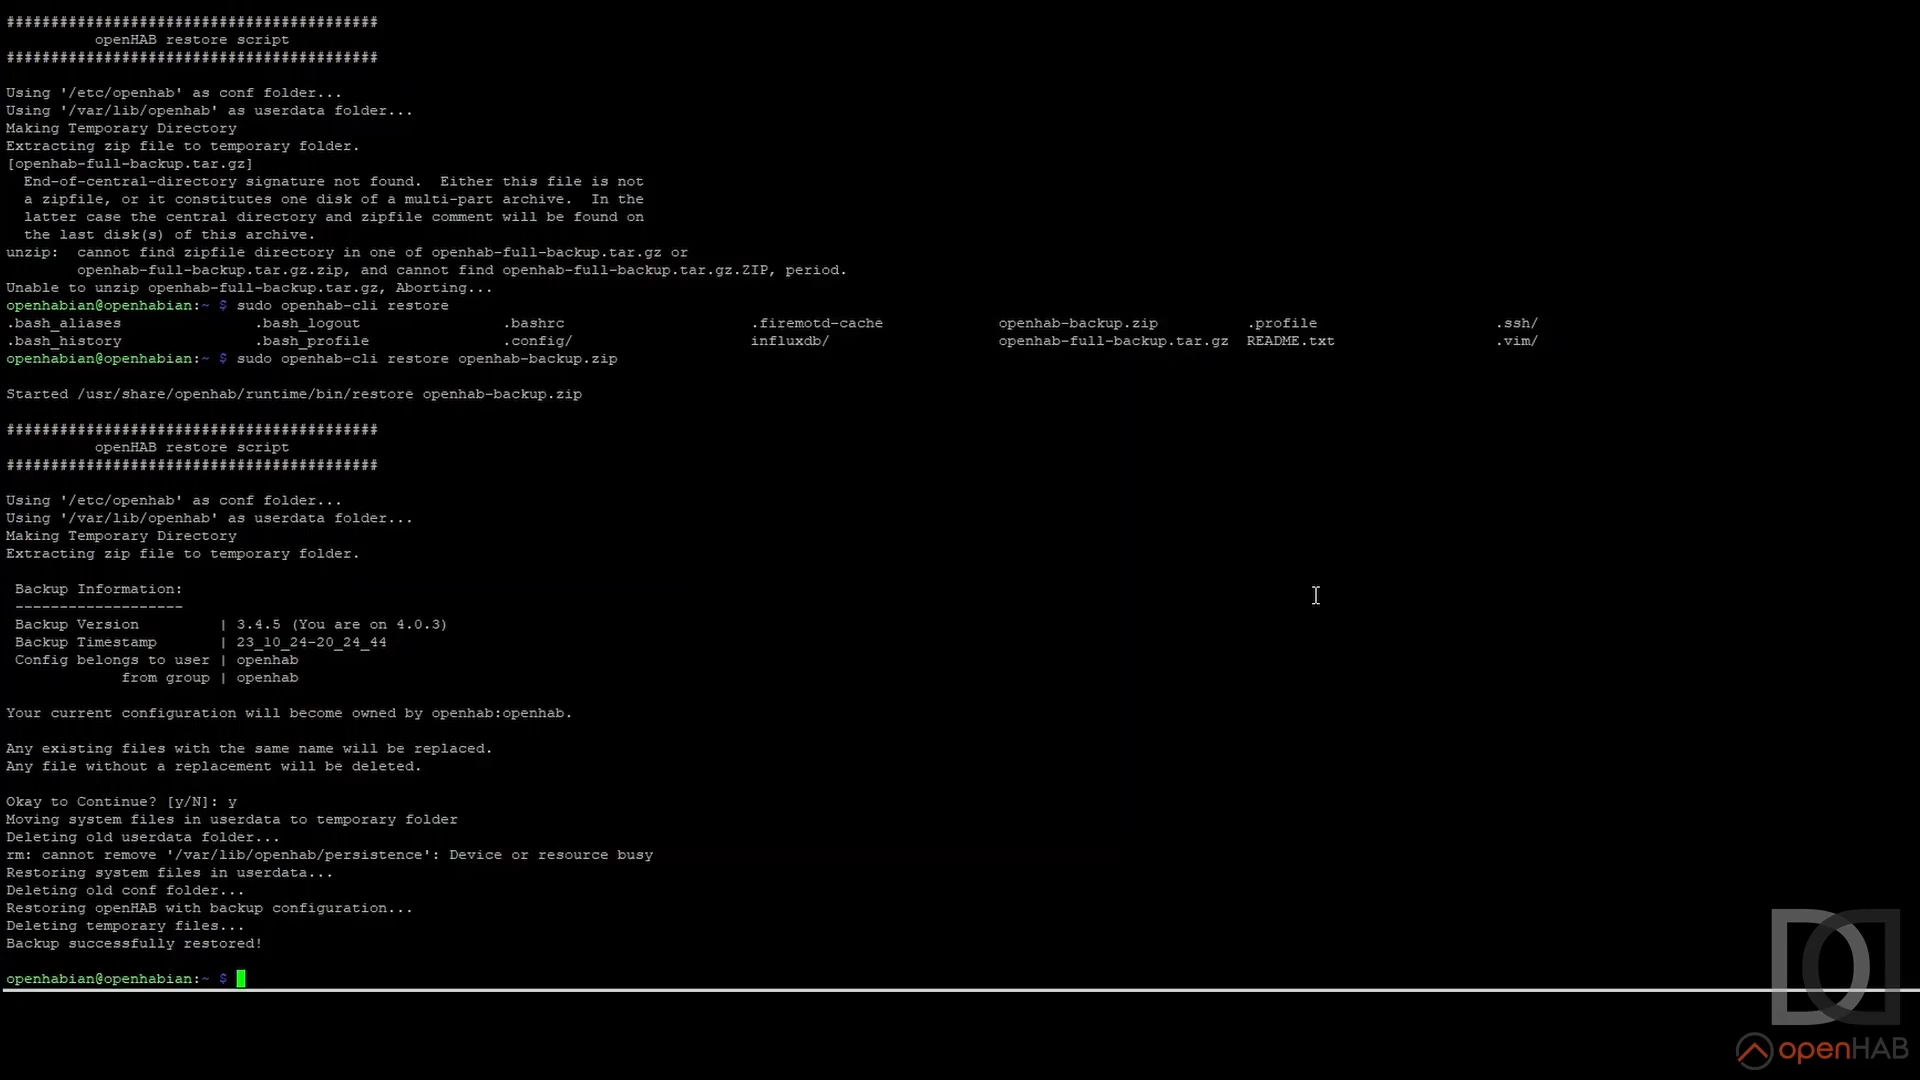 ##########################################
          openHAB restore script
##########################################
Using '/etc/openhab' as conf folder...
Using '/var/lib/openhab' as userdata folder...
Making Temporary Directory
Extracting zip file to temporary folder.
[openhab-full-backup.tar.gz]
  End-of-central-directory signature not found.  Either this file is not
  a zipfile, or it constitutes one disk of a multi-part archive.  In the
  latter case the central directory and zipfile comment will be found on
  the last disk(s) of this archive.
unzip:  cannot find zipfile directory in one of openhab-full-backup.tar.gz or
        openhab-full-backup.tar.gz.zip, and cannot find openhab-full-backup.tar.gz.ZIP, period.
Unable to unzip openhab-full-backup.tar.gz, Aborting...
openhabian@openhabian:~ $ sudo openhab-cli restore
.bash_aliases .bash_logout .bashrc .firemotd-cache openhab-backup.zip .profile .ssh/
.bash_history .bash_profile .config/ influxdb/ openhab-full-backup.tar.gz README.txt .vim/
openhabian@openhabian:~ $ sudo openhab-cli restore openhab-backup.zip
Started /usr/share/openhab/runtime/bin/restore openhab-backup.zip
##########################################
          openHAB restore script
##########################################
Using '/etc/openhab' as conf folder...
Using '/var/lib/openhab' as userdata folder...
Making Temporary Directory
Extracting zip file to temporary folder.
 Backup Information:
 -------------------
 Backup Version         | 3.4.5 (You are on 4.0.3)
 Backup Timestamp       | 23_10_24-20_24_44
 Config belongs to user | openhab
             from group | openhab
Your current configuration will become owned by openhab:openhab.
Any existing files with the same name will be replaced.
Any file without a replacement will be deleted.
Okay to Continue? [y/N]: y
Moving system files in userdata to temporary folder
Deleting old userdata folder...
rm: cannot remove '/var/lib/openhab/persistence': Device or resource busy
Restoring system files in userdata...
Deleting old conf folder...
Restoring openHAB with backup configuration...
Deleting temporary files...
Backup successfully restored!
openhabian@openhabian:~ $
DD
openHAB